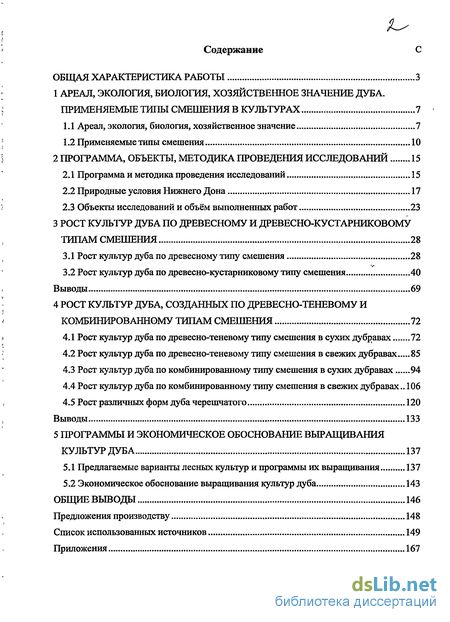 2
Содержание С
ОБЩАЯ ХАРАКТЕРИСТИКА РАБОТЫ 3
1 АРЕАЛ, ЭКОЛОГИЯ, БИОЛОГИЯ, ХОЗЯЙСТВЕННОЕ ЗНАЧЕНИЕ ДУБА.
ПРИМЕНЯЕМЫЕ ТИПЫ СМЕШЕНИЯ В КУЛЬТУРАХ 7
1.1 Ареал, экология, биология, хозяйственное значение 7
1.2 Применяемые типы смешения 10
2 ПРОГРАММА, ОБЪЕКТЫ, МЕТОДИКА ПРОВЕДЕНИЯ ИССЛЕДОВАНИЙ 15
2.1 Программа и методика проведения исследований 15
2.2 Природные условия Нижнего Дона 17
2.3 Объекты исследований и объём выполненных работ 23
3 РОСТ КУЛЬТУР ДУБА ПО ДРЕВЕСНОМУ И ДРЕВЕСНО-КУСТАРНИКОВОМУ
ТИПАМ СМЕШЕНИЯ 28
3.1 Рост культур дуба по древесному типу смешения 28
3.2 Рост культур дуба по древесно-кустарниковому типу смешения 40
Выводы 69
4 РОСТ КУЛЬТУР ДУБА, СОЗДАННЫХ ПО ДРЕВЕСНО-ТЕНЕВОМУ И
КОМБИНИРОВАННОМУ ТИПАМ СМЕШЕНИЯ 72
4.1 Рост культур дуба по древесно-теневому типу смешения в сухих дубравах 72
4.2 Рост культур дуба по древесно-теневому типу смешения в свежих дубравах 85
4.3 Рост культур дуба по комбинированному типу смешения в сухих дубравах 94
4.4 Рост культур дуба по комбинированному типу смешения в свежих дубравах 106
4.5 Рост различных форм дуба черешчатого 120
Выводы 133
5 ПРОГРАММЫ И ЭКОНОМИЧЕСКОЕ ОБОСНОВАНИЕ ВЫРАЩИВАНИЯ
КУЛЬТУР ДУБА 137
5.1 Предлагаемые варианты лесных культур и программы их выращивания 137
5.2 Экономическое обоснование выращивания культур дуба 143
ОБЩИЕ ВЫВОДЫ 146
Предложения производству 148
Список использованных источников 149
Приложения 167
dsLib.net
библиотека диссертаций